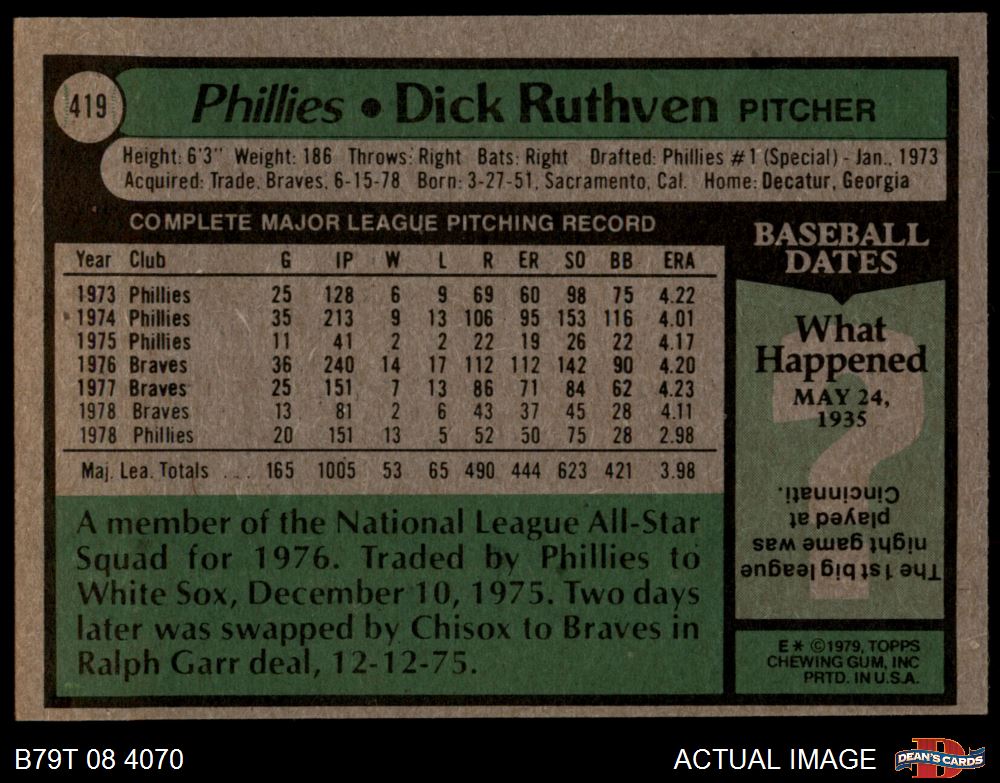 419
Phillies • Dick Ruthven PITCHER
Height: 6'3" Weight: 186 Throws: Right Bats: Right Drafted: Phillies #1 (Special) - Jan., 1973
Acquired: Trade, Braves, 6-15-78 Born: 3-27-51, Sacramento, Cal. Home: Decatur, Georgia
COMPLETE MAJOR LEAGUE PITCHING RECORD
Year Club G IP W L R ER SO BB ERA
1973 Phillies 25 128 6 9 69 60 98 75 4.22
1974 Phillies 35 213 9 13 106 95 153 116 4.01
1975 Phillies 11 41 2 2 22 19 26 22 4.17
1976 Braves 36 240 14 17 112 112 142 90 4.20
1977 Braves 25 151 7 13 86 71 84 62 4.23
1978 Braves 13 81 2 6 43 37 45 28 4.11
1978 Phillies 20 151 13 5 52 50 75 28 2.98
Maj. Lea. Totals ... 165 1005 53 65 490 444 623 421 3.98
A member of the National League All-Star
Squad for 1976. Traded by Phillies to
White Sox, December 10, 1975. Two days
later was swapped by Chisox to Braves in
Ralph Garr deal, 12-12-75.
BASEBALL
DATES
What
Happened
MAY 24,
1935
?
The 1st big league
night game was
played at
Cincinnati.
E * ©1979, TOPPS
CHEWING GUM, INC
PRTD. IN U.S.A.
B79T 08 4070
ACTUAL IMAGE
D
DEAN'S CARDS